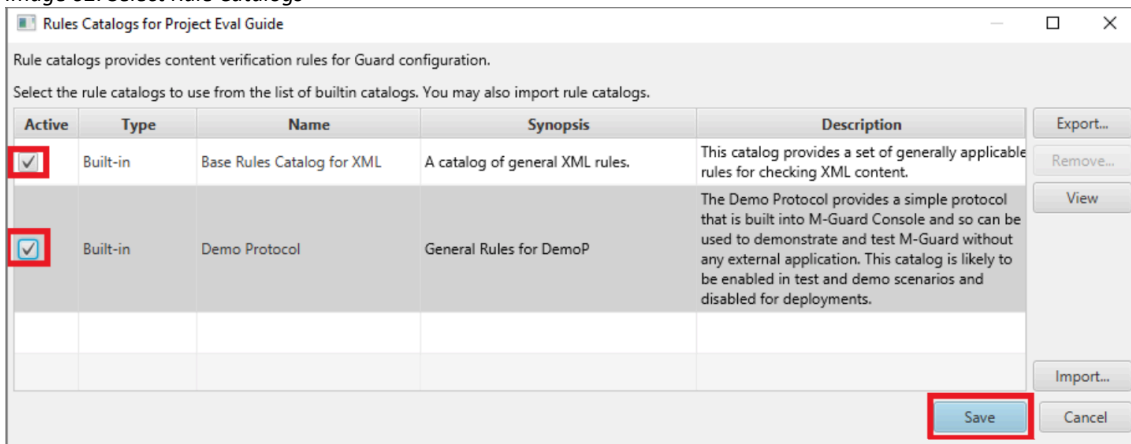 Rules Catalogs for Project Eval Guide
Rule catalogs provides content verification rules for Guard configuration.
Select the rule catalogs to use from the list of builtin catalogs. You may also import rule catalogs.
Active Type Name Synopsis Description
Export...
Built-in Base Rules Catalog for XML A catalog of general XML rules.
This catalog provides a set of generally applicable
rules for checking XML content.
Remove...
View
Built-in Demo Protocol General Rules for DemoP
The Demo Protocol provides a simple protocol
that is built into M-Guard Console and so can be
used to demonstrate and test M-Guard without
any external application. This catalog is likely to
be enabled in test and demo scenarios and
disabled for deployments.
Import...
Save Cancel